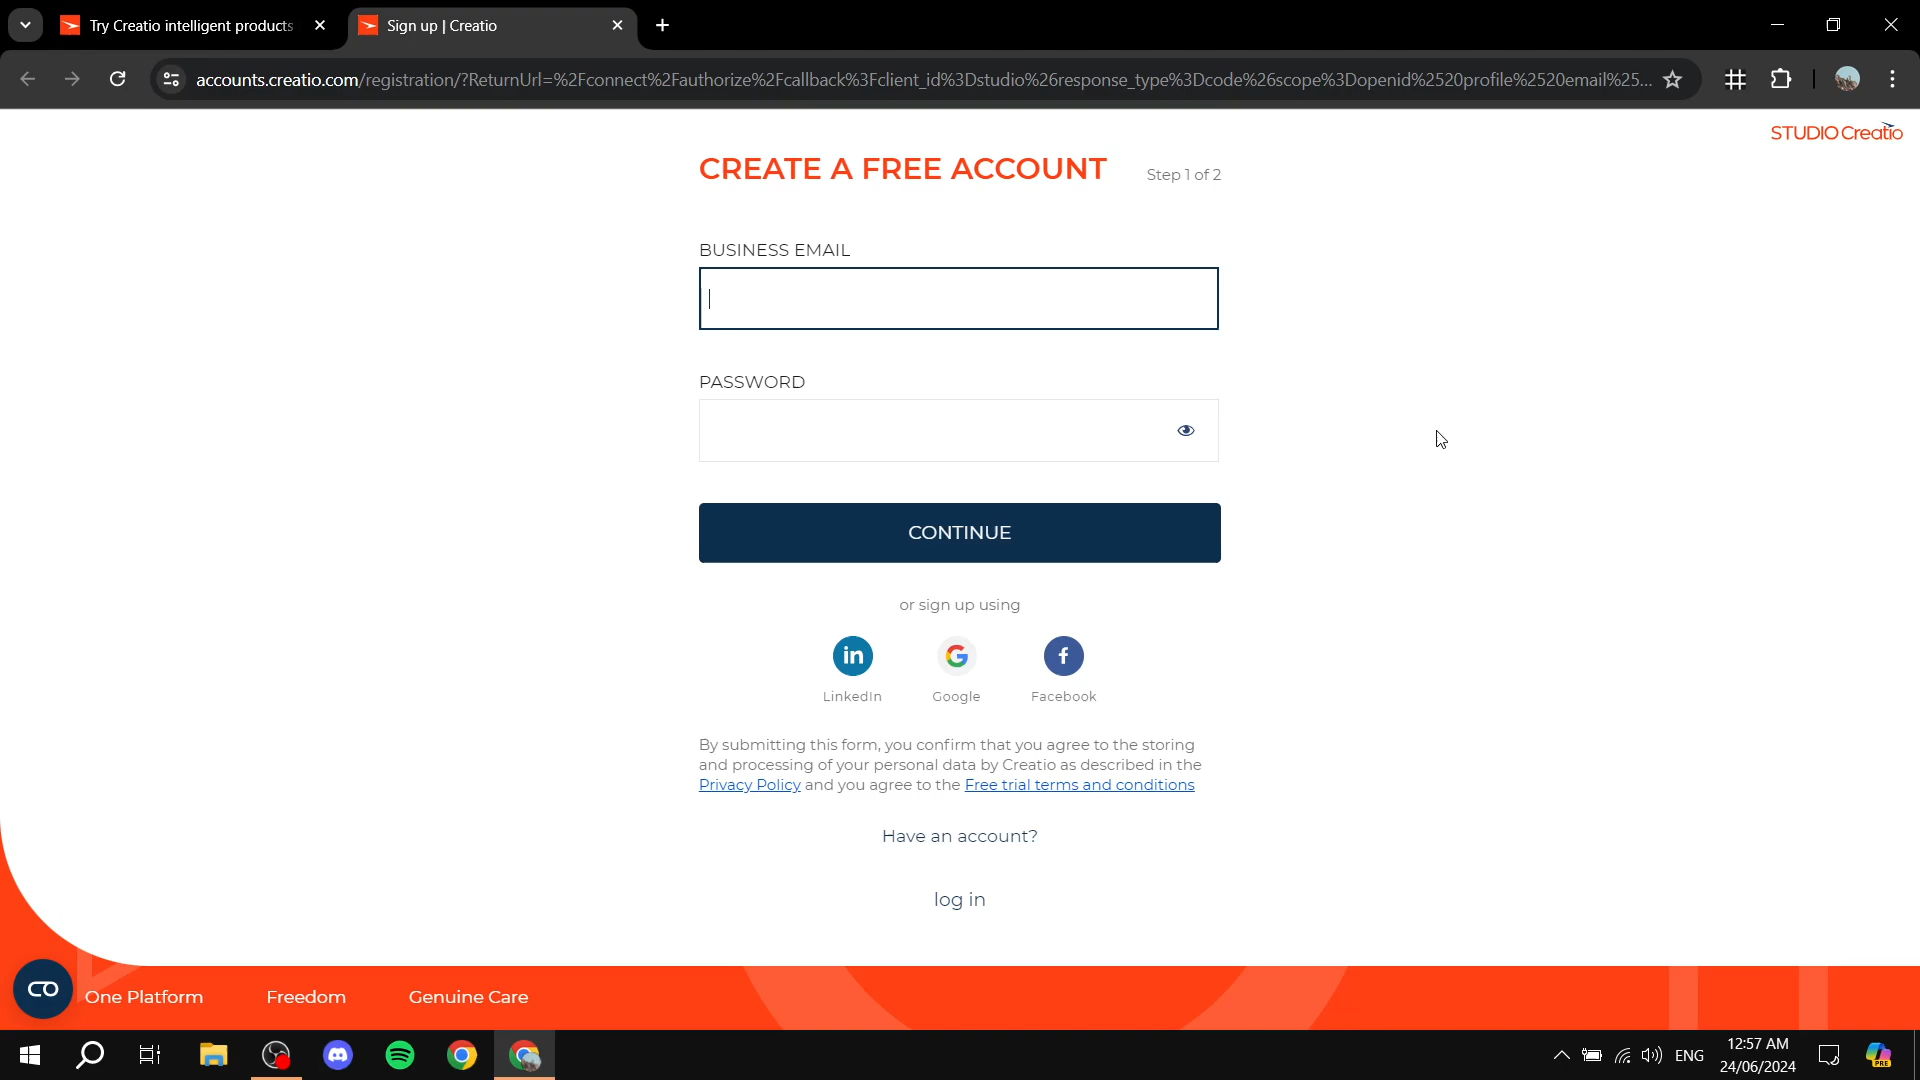 Try Creatio intelligent products
Sign up | Creatio
accounts.creatio.com/registration/?ReturnUrl=%2Fconnect%2Fauthorize%2Fcallback%3Fclient_id%3Dstudio%26response_type%3Dcode%26scope%3Dopenid%2520profile%2520email%25...
STUDIO Creatio
CREATE A FREE ACCOUNT
Step 1 of 2
BUSINESS EMAIL
PASSWORD
CONTINUE
or sign up using
in
G
f
LinkedIn
Google
Facebook
By submitting this form, you confirm that you agree to the storing
and processing of your personal data by Creatio as described in the
Privacy Policy and you agree to the Free trial terms and conditions
Have an account?
log in
One Platform
Freedom
Genuine Care
ENG
12:57 AM
24/06/2024
PRE